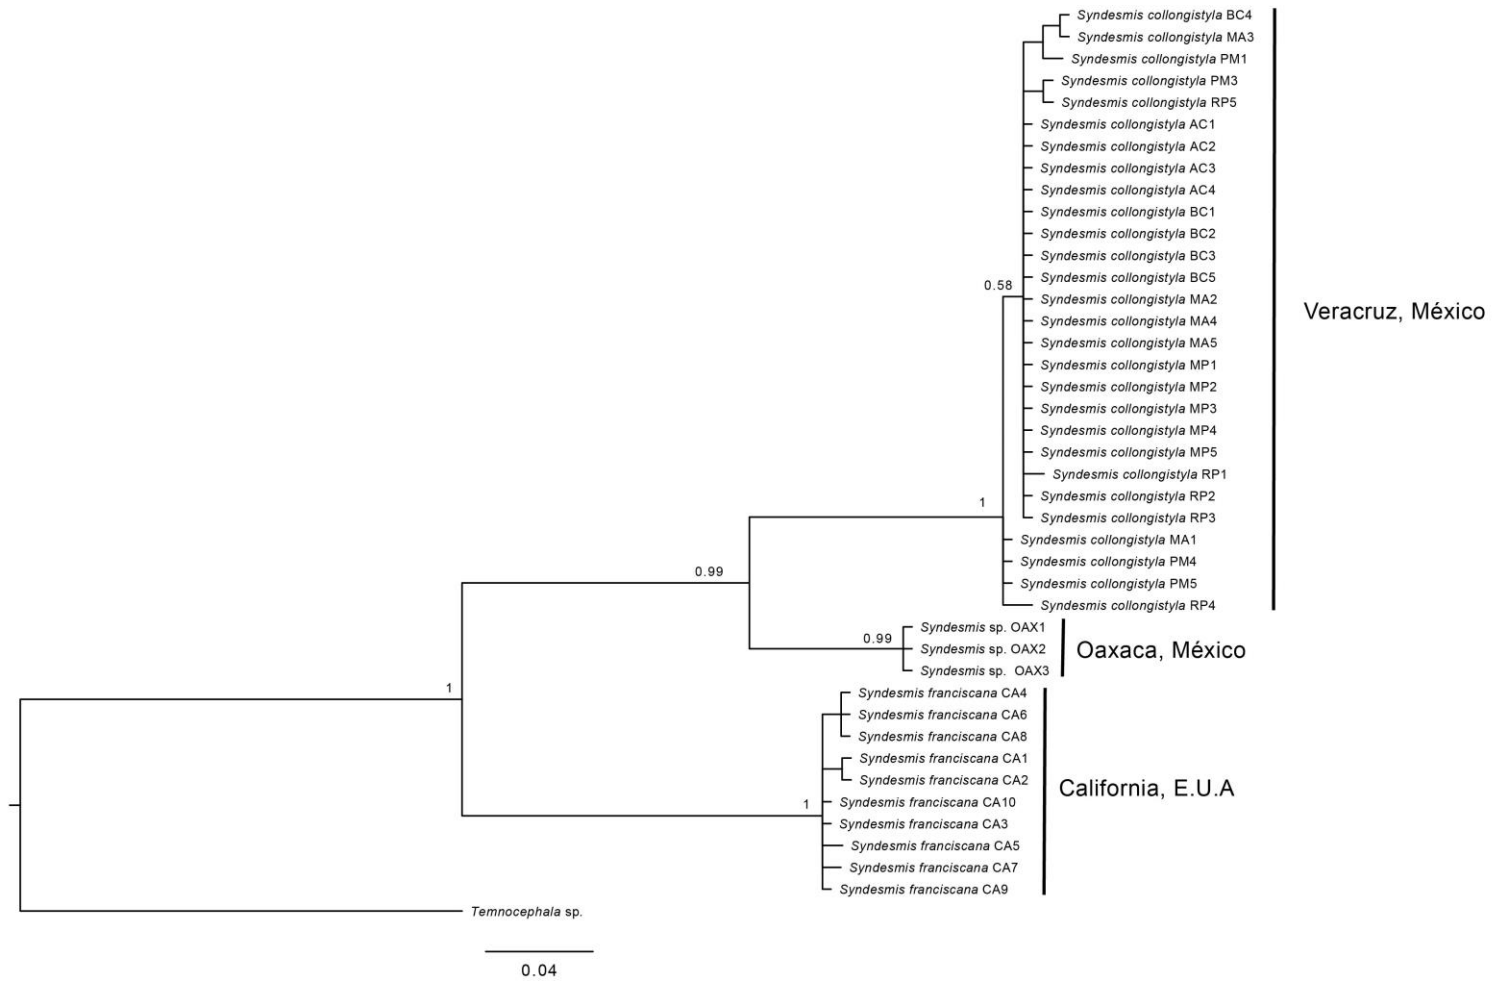 Syndesmis collongistyla BC4
Syndesmis collongistyla MA3
Syndesmis collongistyla PM1
Syndesmis collongistyla PM3
Syndesmis collongistyla RP5
Syndesmis collongistyla AC1
Syndesmis collongistyla AC2
Syndesmis collongistyla AC3
Syndesmis collongistyla AC4
Syndesmis collongistyla BC1
Syndesmis collongistyla BC2
Syndesmis collongistyla BC3
Syndesmis collongistyla BC5
0.58
Syndesmis collongistyla MA2
Veracruz, México
Syndesmis collongistyla MA4
Syndesmis collongistyla MA5
Syndesmis collongistyla MP1
Syndesmis collongistyla MP2
Syndesmis collongistyla MP3
Syndesmis collongistyla MP4
Syndesmis collongistyla MP5
Syndesmis collongistyla RP1
Syndesmis collongistyla RP2
1
Syndesmis collongistyla RP3
Syndesmis collongistyla MA1
Syndesmis collongistyla PM4
0.99
Syndesmis collongistyla PM5
Syndesmis collongistyla RP4
Syndesmis sp. OAX1
0.99
Syndesmis sp. OAX2
Oaxaca, México
Syndesmis sp. OAX3
1
Syndesmis franciscana CA4
Syndesmis franciscana CA6
Syndesmis franciscana CA8
Syndesmis franciscana CA1
Syndesmis franciscana CA2
California, E.U.A
1
Syndesmis franciscana CA10
Syndesmis franciscana CA3
Syndesmis franciscana CA5
Syndesmis franciscana CA7
Syndesmis franciscana CA9
Temnocephala sp.
0.04